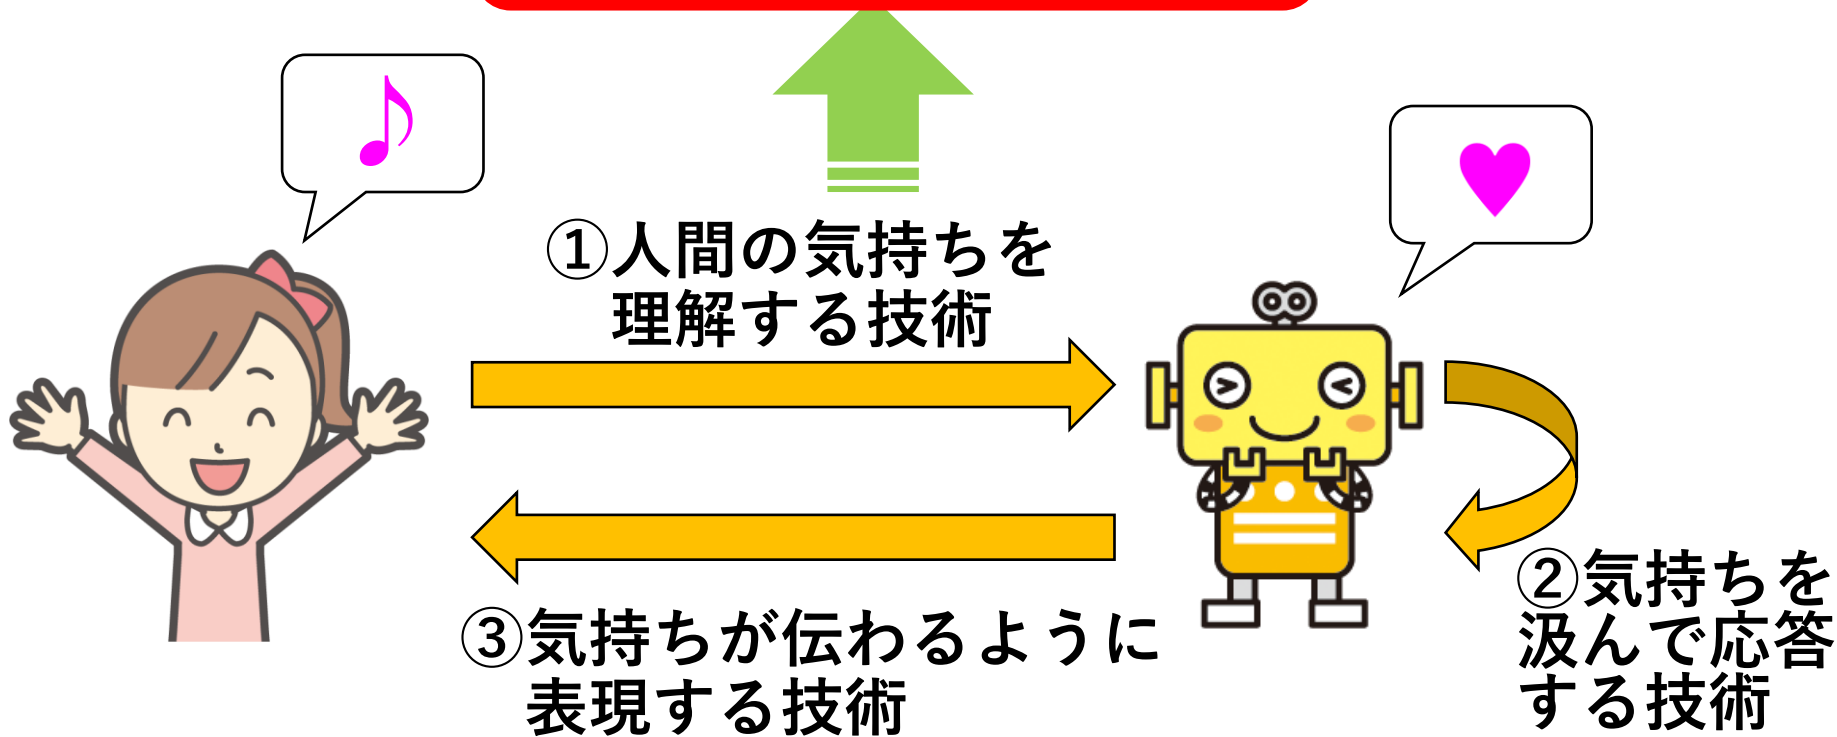 ♪
♥
①人間の気持ちを
理解する技術
②気持ちを
汲んで応答
する技術
③気持ちが伝わるように
表現する技術